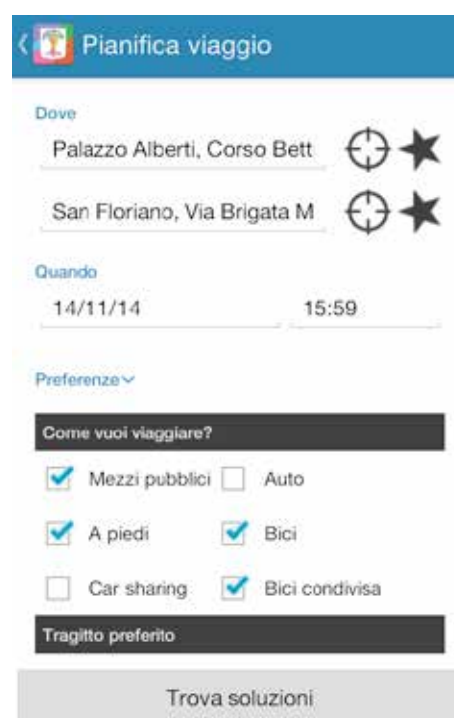 Pianifica viaggio
Dove
Palazzo Alberti, Corso Bett
San Floriano, Via Brigata M
Quando
14/11/14 15:59
Preferenze
Come vuoi viaggiare?
Mezzi pubblici Auto
A piedi Bici
Car sharing Bici condivisa
Tragitto preferito
Trova soluzioni